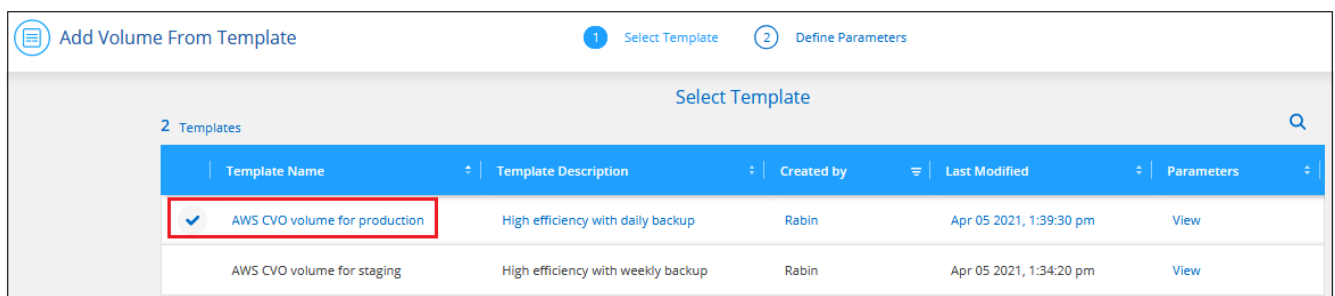 Add Volume From Template
1 Select Template 2 Define Parameters
Select Template
2 Templates
Template Name Template Description Created by Last Modified Parameters
AWS CVO volume for production High efficiency with daily backup Rabin Apr 05 2021, 1:39:30 pm View
AWS CVO volume for staging High efficiency with weekly backup Rabin Apr 05 2021, 1:34:20 pm View